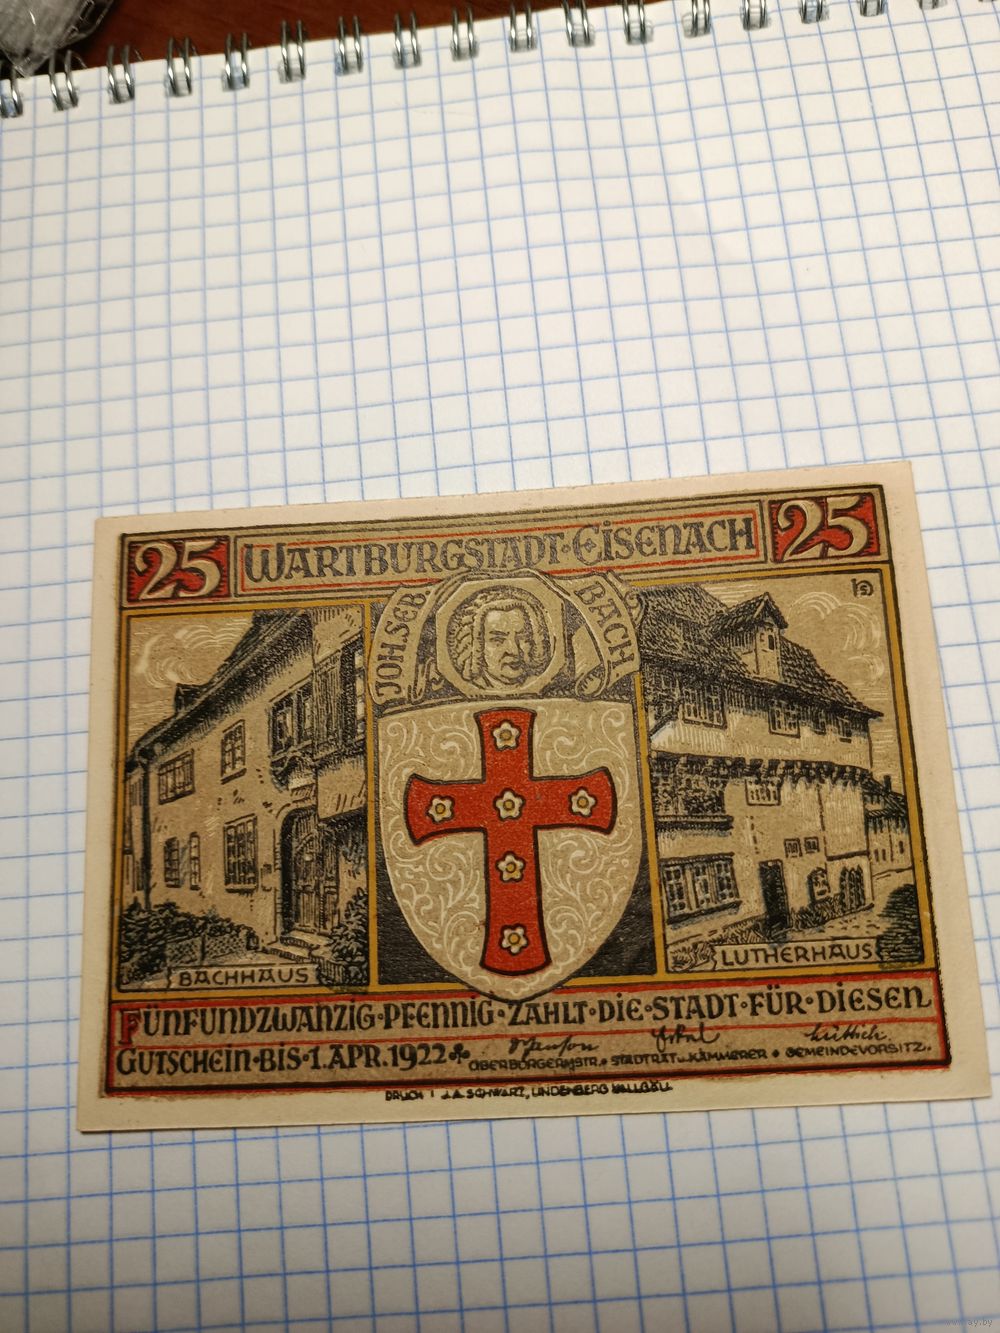 25 WARTBURGSTADT·EISENACH 25
JOH.SEB. BACH
BACHHAUS
LUTHERHAUS
FÜNFUNDZWANZIG·PFENNIG·ZAHLT·DIE·STADT·FÜR·DIESEN
GUTSCHEIN·BIS·1.APR.1922
OBERBÜRGERMSTR.· STADTRAT u. KÄMMERER · GEMEINDEVORSITZ.
DRUCK J.A. SCHWARZ, LINDENBERG ALLGÄU